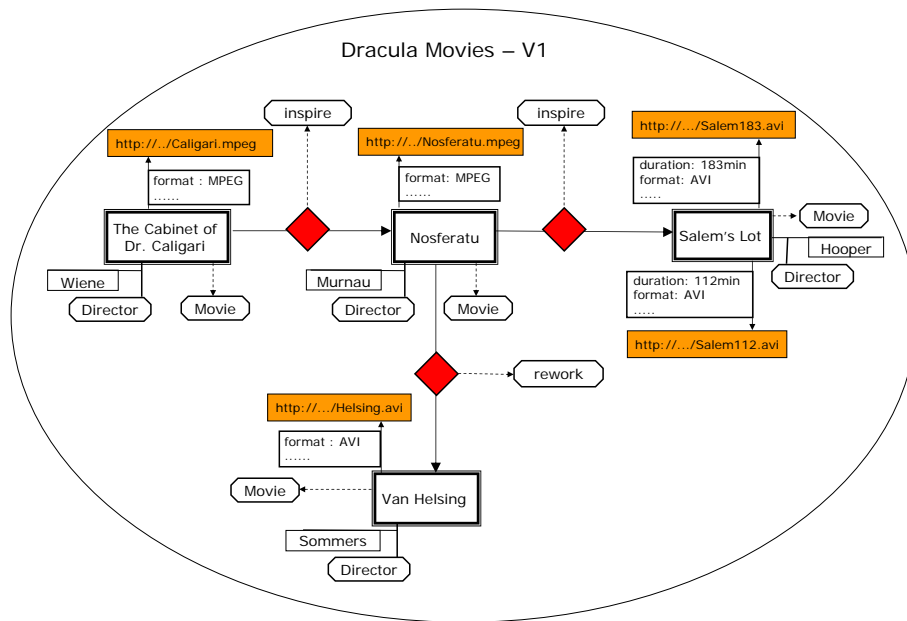 Dracula Movies – V1
inspire
inspire
http://../Caligari.mpeg
http://../Nosferatu.mpeg
http://.../Salem183.avi
format : MPEG
......
format: MPEG
......
duration: 183min
format: AVI
.....
The Cabinet of
Dr. Caligari
Nosferatu
Salem's Lot
Movie
Hooper
Director
Wiene
Director
Movie
Murnau
Director
Movie
duration: 112min
format: AVI
.....
http://.../Salem112.avi
rework
http://.../Helsing.avi
format : AVI
......
Movie
Van Helsing
Sommers
Director